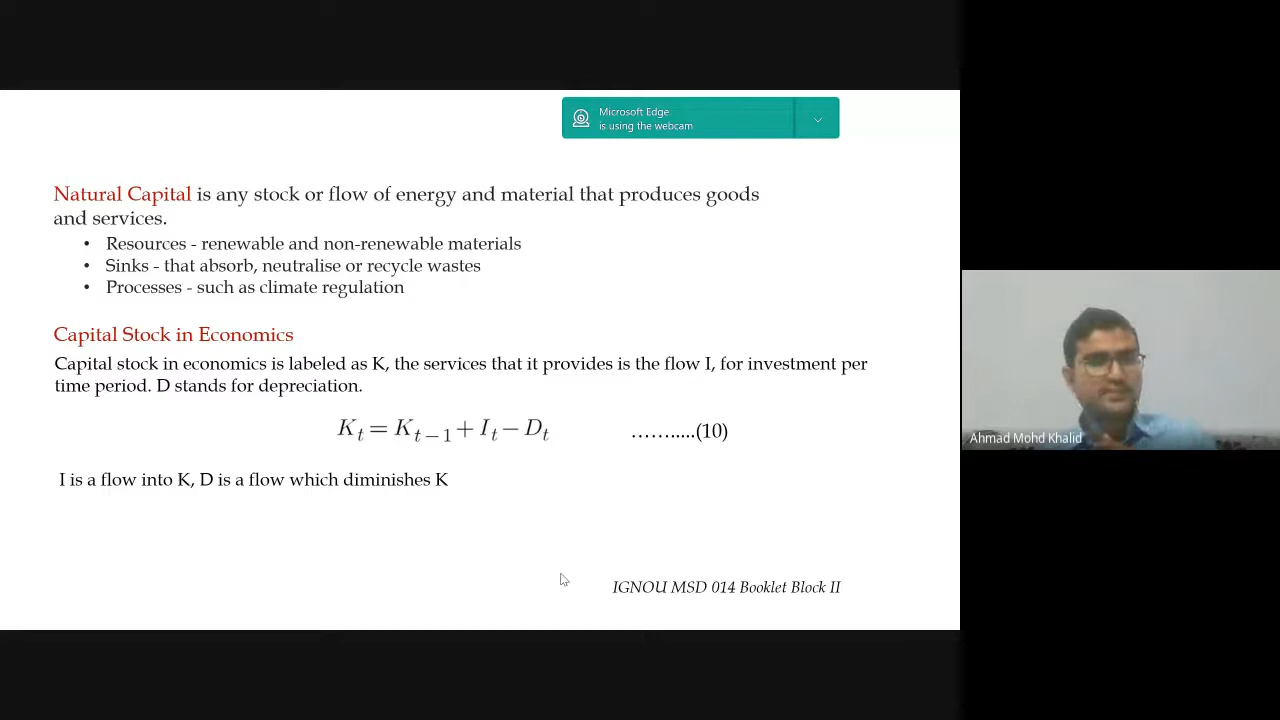 Microsoft Edge
is using the webcam
Natural Capital is any stock or flow of energy and material that produces goods
and services.
• Resources - renewable and non-renewable materials
• Sinks - that absorb, neutralise or recycle wastes
• Processes - such as climate regulation
Capital Stock in Economics
Capital stock in economics is labeled as K, the services that it provides is the flow I, for investment per
time period. D stands for depreciation.
K_t = K_{t-1} + I_t - D_t ..........(10)
I is a flow into K, D is a flow which diminishes K
Ahmad Mohd Khalid
IGNOU MSD 014 Booklet Block II